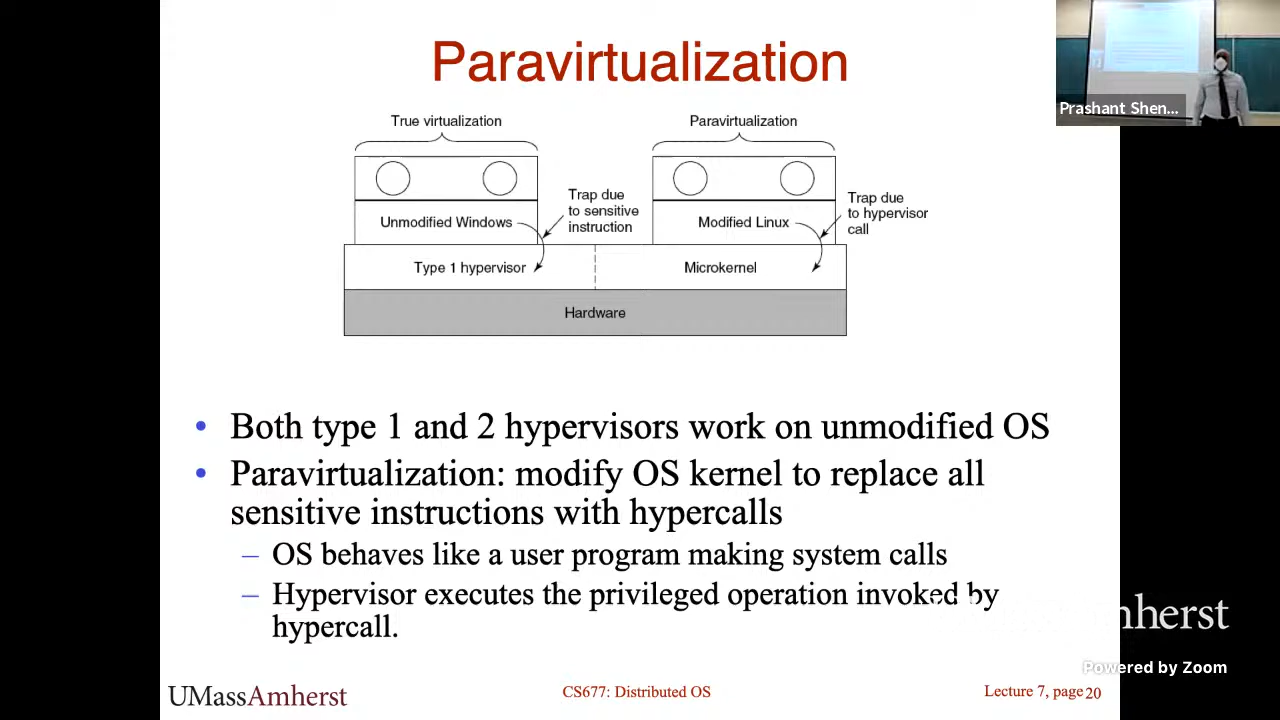 Paravirtualization
Prashant Shen...
True virtualization
Paravirtualization
Trap due
to sensitive
instruction
Trap due
to hypervisor
call
Unmodified Windows
Modified Linux
Type 1 hypervisor
Microkernel
Hardware
• Both type 1 and 2 hypervisors work on unmodified OS
• Paravirtualization: modify OS kernel to replace all
sensitive instructions with hypercalls
– OS behaves like a user program making system calls
– Hypervisor executes the privileged operation invoked by
hypercall.
mherst
Powered by Zoom
UMassAmherst
CS677: Distributed OS
Lecture 7, page 20